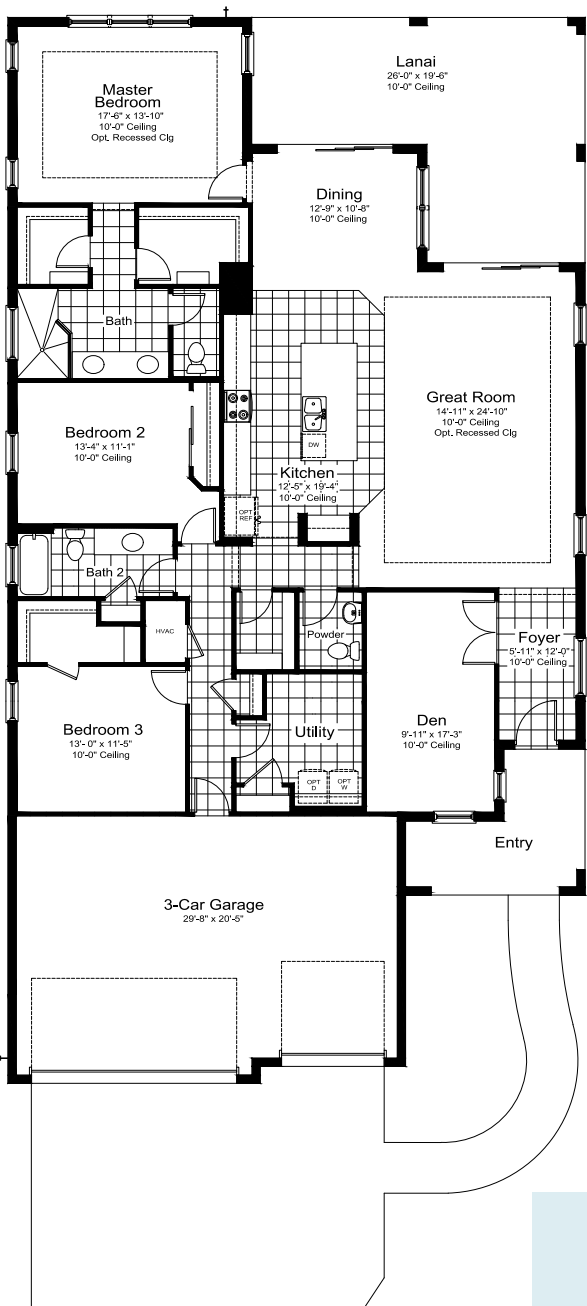 Master
Bedroom
17'-6" x 13'-10"
10'-0" Ceiling
Opt. Recessed Clg
Lanai
26'-0" x 19'-6"
10'-0" Ceiling
Dining
12'-9" x 10'-8"
10'-0" Ceiling
Bath
Great Room
14'-11" x 24'-10"
10'-0" Ceiling
Opt. Recessed Clg
Bedroom 2
13'-4" x 11'-1"
10'-0" Ceiling
DW
Kitchen
12'-5" x 19'-4"
10'-0" Ceiling
OPT
REF
Bath 2
HVAC
Powder
Foyer
5'-11" x 12'-0"
10'-0" Ceiling
Bedroom 3
13'- 0" x 11'-5"
10'-0" Ceiling
Utility
Den
9'-11" x 17'-3"
10'-0" Ceiling
OPT
D
OPT
W
Entry
3-Car Garage
29'-8" x 20'-5"